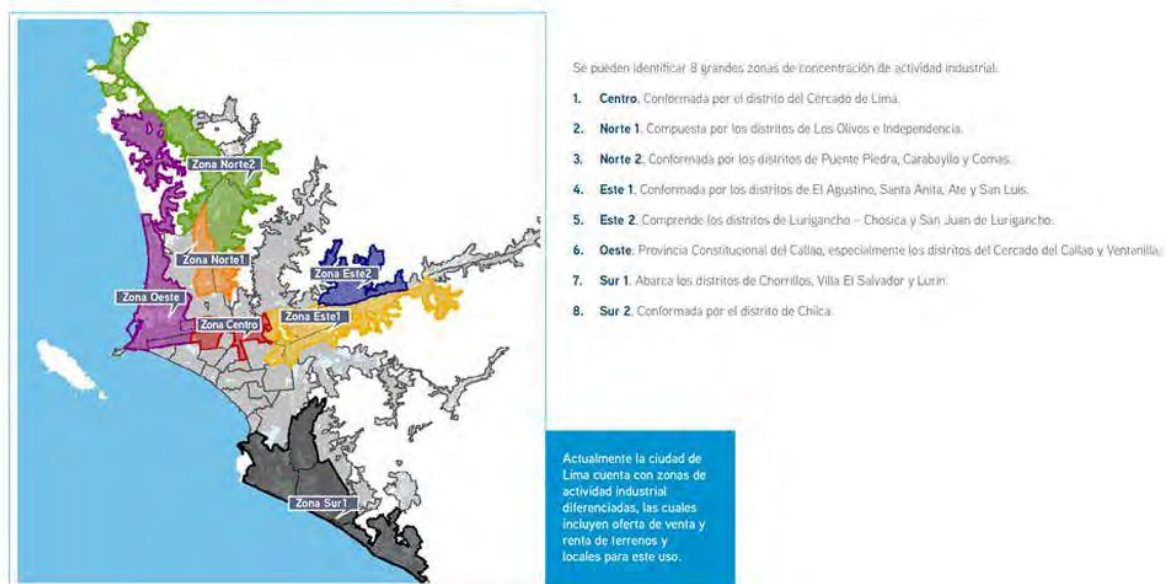 Zona Norte2
Zona Norte1
Zona Este2
Zona Oeste
Zona Centro
Zona Este1
Zona Sur1
Se pueden identificar 8 grandes zonas de concentración de actividad industrial:
1. Centro. Conformada por el distrito del Cercado de Lima.
2. Norte 1. Compuesta por los distritos de Los Olivos e Independencia.
3. Norte 2. Conformada por los distritos de Puente Piedra, Carabayllo y Comas.
4. Este 1. Conformada por los distritos de El Agustino, Santa Anita, Ate y San Luis.
5. Este 2. Comprende los distritos de Lurigancho – Chosica y San Juan de Lurigancho.
6. Oeste. Provincia Constitucional del Callao, especialmente los distritos del Cercado del Callao y Ventanilla.
7. Sur 1. Abarca los distritos de Chorrillos, Villa El Salvador y Lurín.
8. Sur 2. Conformada por el distrito de Chilca.
Actualmente la ciudad de
Lima cuenta con zonas de
actividad industrial
diferenciadas, las cuales
incluyen oferta de venta y
renta de terrenos y
locales para este uso.